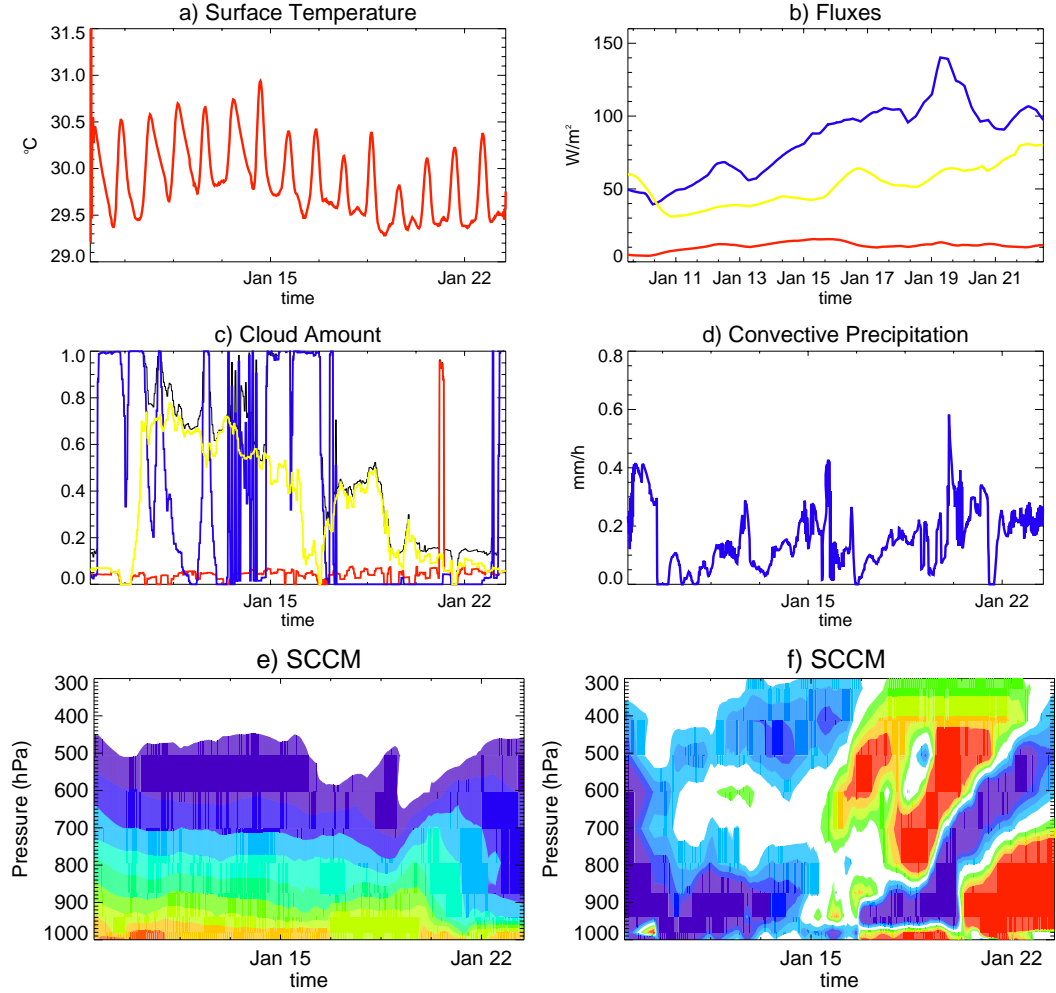 a) Surface Temperature
31.5
31.0
30.5
30.0
29.5
29.0
°C
Jan 15
Jan 22
time
b) Fluxes
150
100
50
0
W/m²
Jan 11
Jan 13
Jan 15
Jan 17
Jan 19
Jan 21
time
c) Cloud Amount
1.0
0.8
0.6
0.4
0.2
0.0
Jan 15
Jan 22
time
d) Convective Precipitation
0.8
0.6
0.4
0.2
0.0
mm/h
Jan 15
Jan 22
time
e) SCCM
300
400
500
600
700
800
900
1000
Pressure (hPa)
Jan 15
Jan 22
time
f) SCCM
300
400
500
600
700
800
900
1000
Pressure (hPa)
Jan 15
Jan 22
time